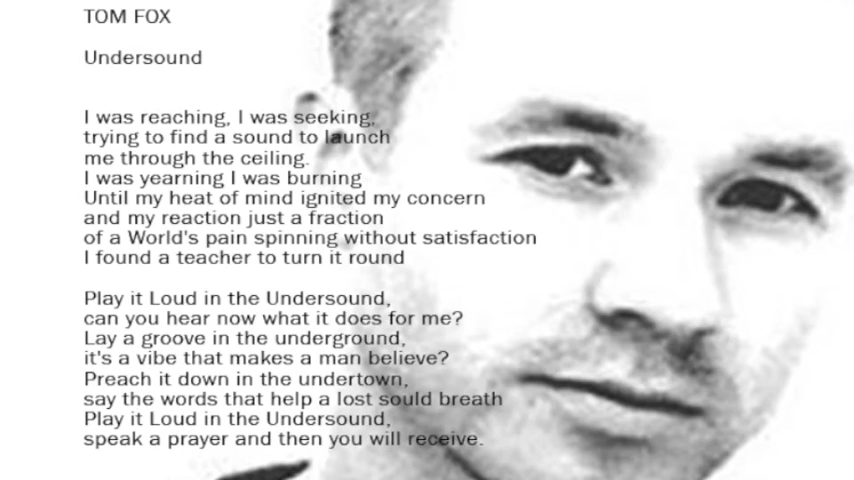 TOM FOX
Undersound
I was reaching, I was seeking,
trying to find a sound to launch
me through the ceiling.
I was yearning I was burning
Until my heat of mind ignited my concern
and my reaction just a fraction
of a World's pain spinning without satisfaction
I found a teacher to turn it round
Play it Loud in the Undersound,
can you hear now what it does for me?
Lay a groove in the underground,
it's a vibe that makes a man believe?
Preach it down in the undertown,
say the words that help a lost sould breath
Play it Loud in the Undersound,
speak a prayer and then you will receive.